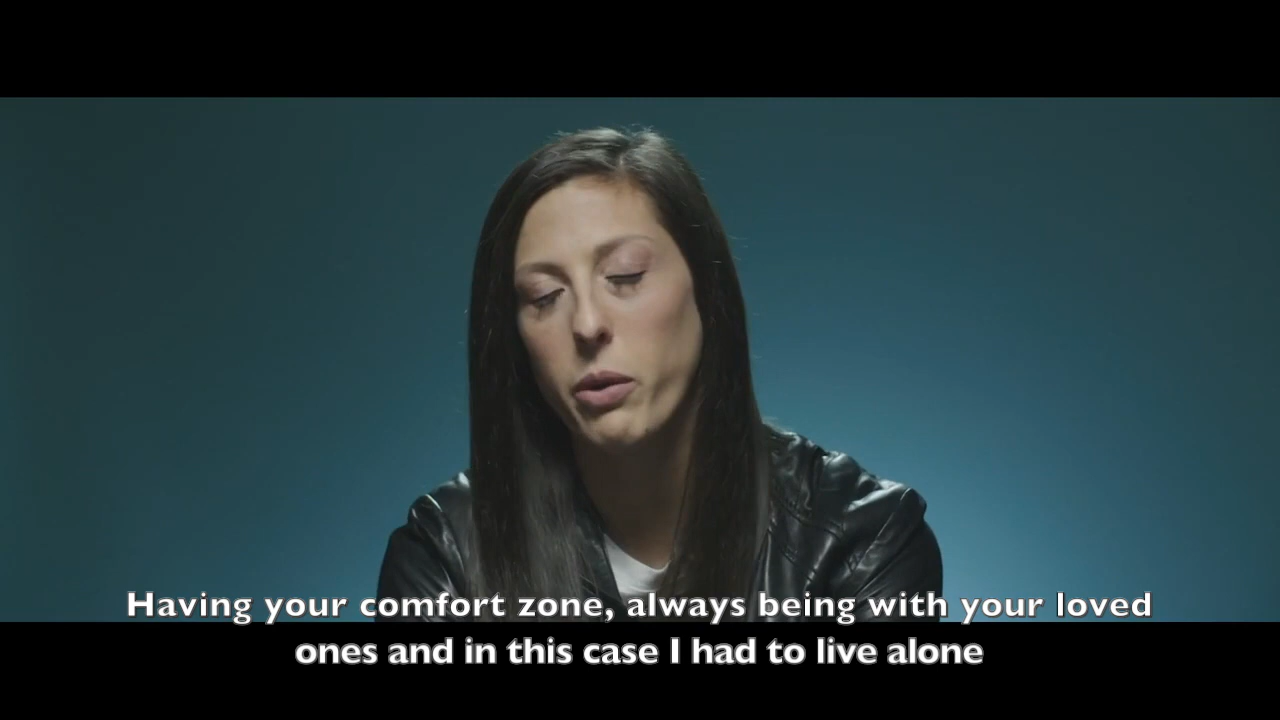 Having your comfort zone, always being with your loved
ones and in this case I had to live alone